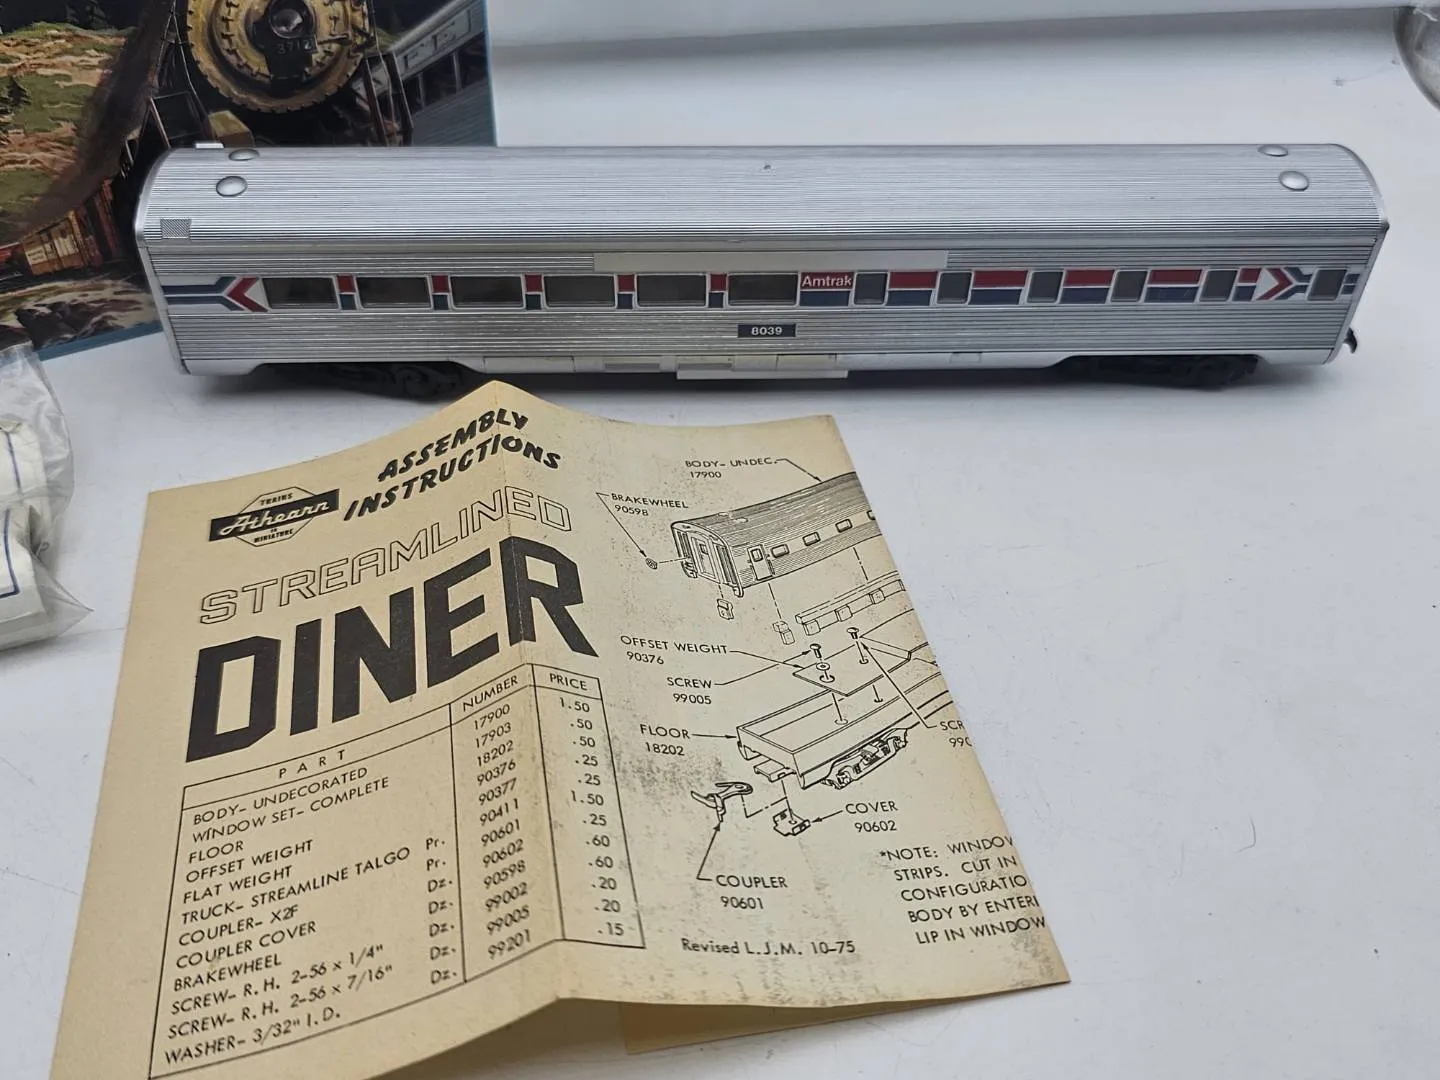 3712
Amtrak
8039
ASSEMBLY
INSTRUCTIONS
TRAINS
Athearn
IN
MINIATURE
STREAMLINED
DINER
PART NUMBER PRICE
BODY- UNDECORATED 17900 1.50
WINDOW SET- COMPLETE 17903 .50
FLOOR 18202 .50
OFFSET WEIGHT 90376 .25
FLAT WEIGHT 90377 .25
TRUCK- STREAMLINE TALGO Pr. 90411 1.50
COUPLER- X2F Pr. 90601 .25
COUPLER COVER Dz. 90602 .60
BRAKEWHEEL Dz. 90598 .60
SCREW- R.H. 2-56 x 1/4" Dz. 99002 .20
SCREW- R.H. 2-56 x 7/16" Dz. 99005 .20
WASHER- 3/32" I.D. Dz. 99201 .15
BODY- UNDEC.
17900
BRAKEWHEEL
90598
OFFSET WEIGHT
90376
SCREW
99005
FLOOR
18202
SCR
990
COVER
90602
COUPLER
90601
*NOTE: WINDOW
STRIPS. CUT IN
CONFIGURATIO
BODY BY ENTERI
LIP IN WINDOW
Revised L.J.M. 10-75